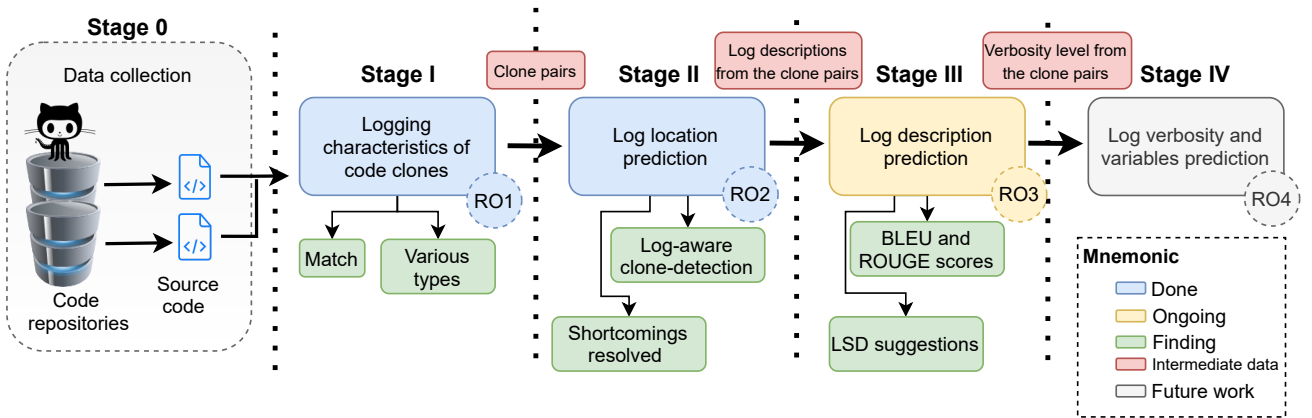 Stage 0
Data collection
Code
repositories
Source
code
Stage I
Logging
characteristics of
code clones
RO1
Match
Various
types
Clone pairs
Stage II
Log location
prediction
RO2
Log-aware
clone-detection
Shortcomings
resolved
Log descriptions
from the clone pairs
Stage III
Log description
prediction
RO3
BLEU and
ROUGE scores
LSD suggestions
Verbosity level from
the clone pairs
Stage IV
Log verbosity and
variables prediction
RO4
Mnemonic
Done
Ongoing
Finding
Intermediate data
Future work